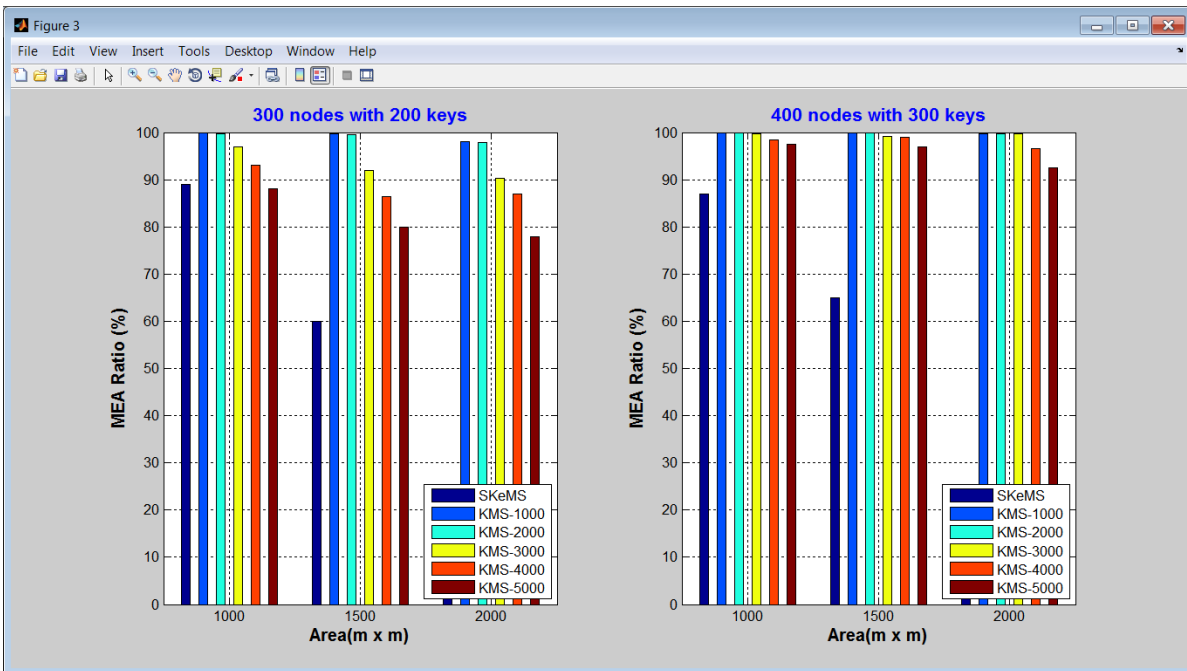 Figure 3
File Edit View Insert Tools Desktop Window Help
300 nodes with 200 keys
MEA Ratio (%)
100
90
80
70
60
50
40
30
20
10
0
SKeMS
KMS-1000
KMS-2000
KMS-3000
KMS-4000
KMS-5000
1000 1500 2000
Area(m x m)
400 nodes with 300 keys
MEA Ratio (%)
100
90
80
70
60
50
40
30
20
10
0
SKeMS
KMS-1000
KMS-2000
KMS-3000
KMS-4000
KMS-5000
1000 1500 2000
Area(m x m)